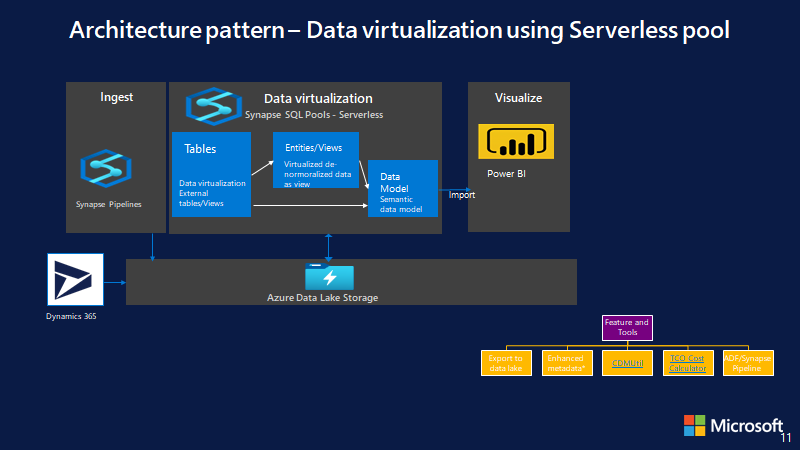 Architecture pattern – Data virtualization using Serverless pool
Ingest
Synapse Pipelines
Data virtualization
Synapse SQL Pools - Serverless
Tables
Data virtualization
External
tables/Views
Entities/Views
Virtualized de-
normoralized data
as view
Data
Model
Semantic
data model
Import
Visualize
Power BI
Dynamics 365
Azure Data Lake Storage
Feature and
Tools
Export to
data lake
Enhanced
metadata*
CDMUtil
TCO Cost
Calculator
ADF/Synapse
Pipeline
Microsoft
11